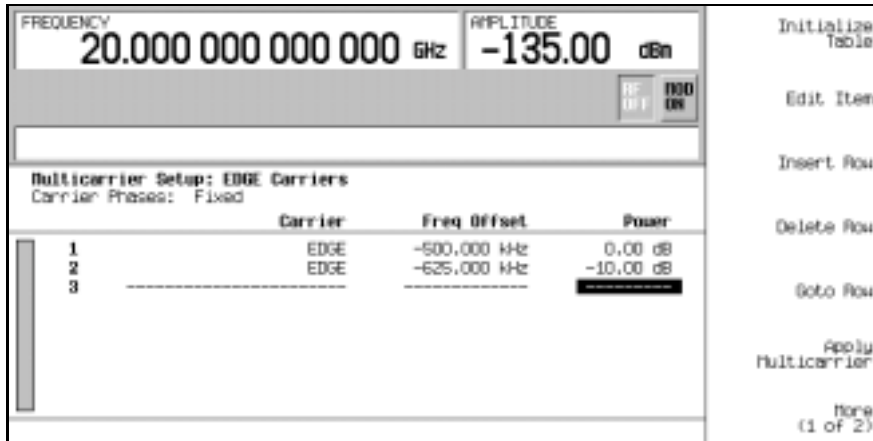 FREQUENCY
20.000 000 000 000 GHz
AMPLITUDE
-135.00 dBm
RF OFF
MOD ON
Multicarrier Setup: EDGE Carriers
Carrier Phases: Fixed
Carrier Freq Offset Power
1 EDGE -500.000 kHz 0.00 dB
2 EDGE -625.000 kHz -10.00 dB
3 -------------------- ------------ ---------
Initialize
Table
Edit Item
Insert Row
Delete Row
Goto Row
Apply
Multicarrier
More
(1 of 2)